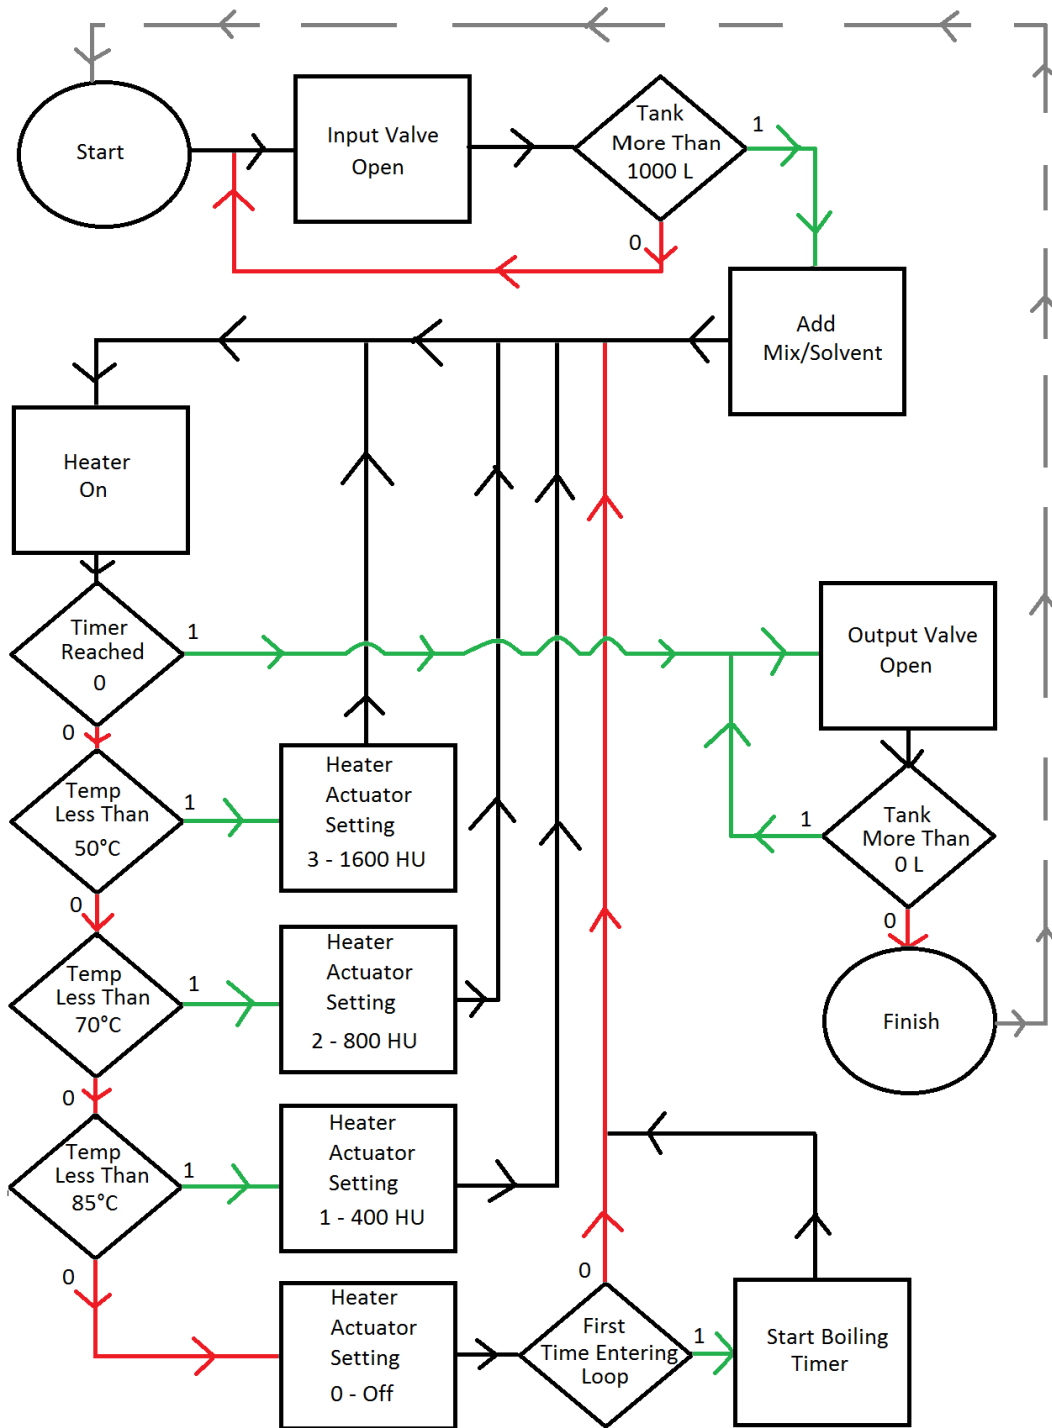 Start
Input Valve
Open
Tank
More Than
1000 L
1
0
Add
Mix/Solvent
Heater
On
Timer
Reached
0
1
0
Output Valve
Open
Temp
Less Than
50°C
1
0
Heater
Actuator
Setting
3 - 1600 HU
Tank
More Than
0 L
1
0
Temp
Less Than
70°C
1
0
Heater
Actuator
Setting
2 - 800 HU
Finish
Temp
Less Than
85°C
1
0
Heater
Actuator
Setting
1 - 400 HU
Heater
Actuator
Setting
0 - Off
First
Time Entering
Loop
0
1
Start Boiling
Timer